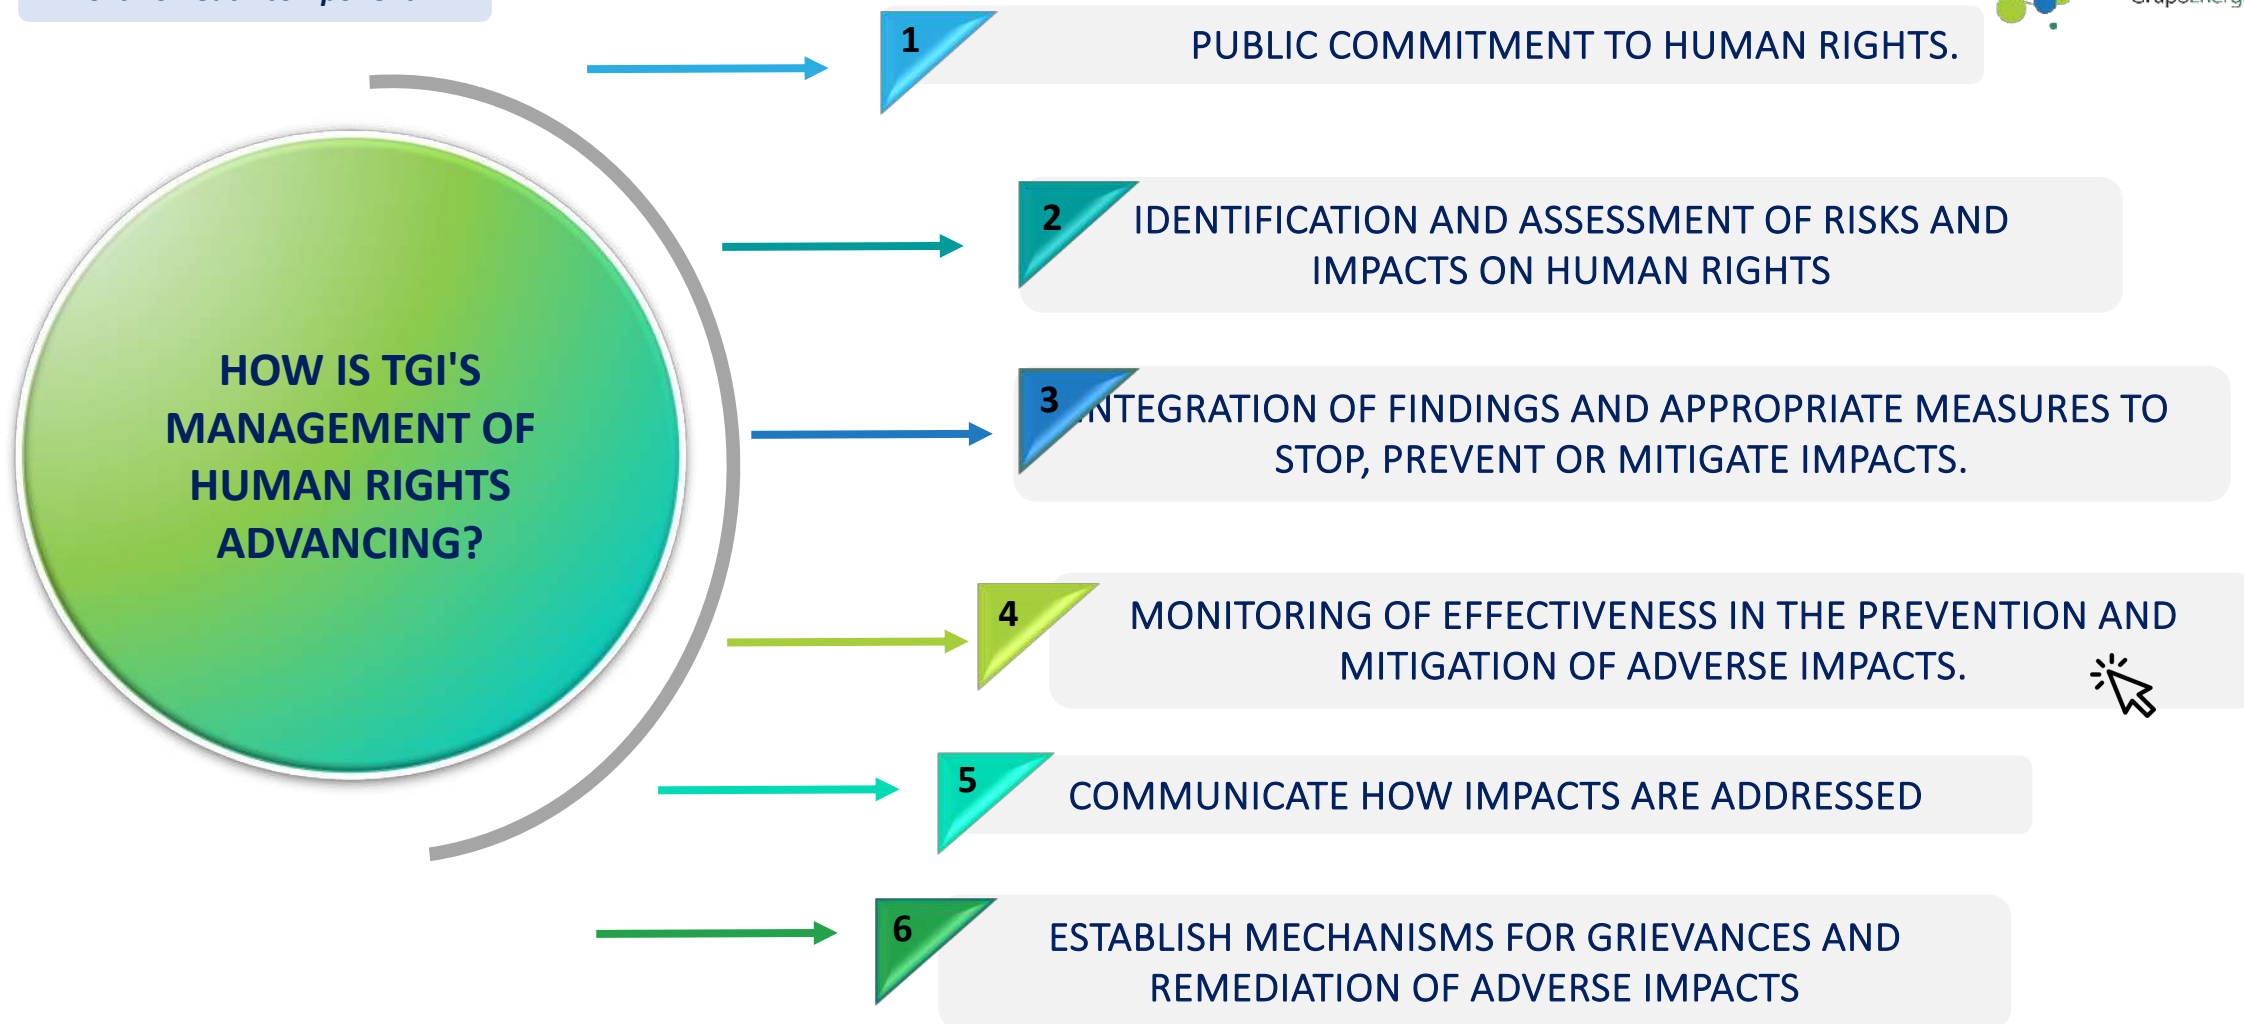 1
PUBLIC COMMITMENT TO HUMAN RIGHTS.
2
IDENTIFICATION AND ASSESSMENT OF RISKS AND
IMPACTS ON HUMAN RIGHTS
HOW IS TGI'S
MANAGEMENT OF
HUMAN RIGHTS
ADVANCING?
3
NTEGRATION OF FINDINGS AND APPROPRIATE MEASURES TO
STOP, PREVENT OR MITIGATE IMPACTS.
4
MONITORING OF EFFECTIVENESS IN THE PREVENTION AND
MITIGATION OF ADVERSE IMPACTS.
5
COMMUNICATE HOW IMPACTS ARE ADDRESSED
6
ESTABLISH MECHANISMS FOR GRIEVANCES AND
REMEDIATION OF ADVERSE IMPACTS